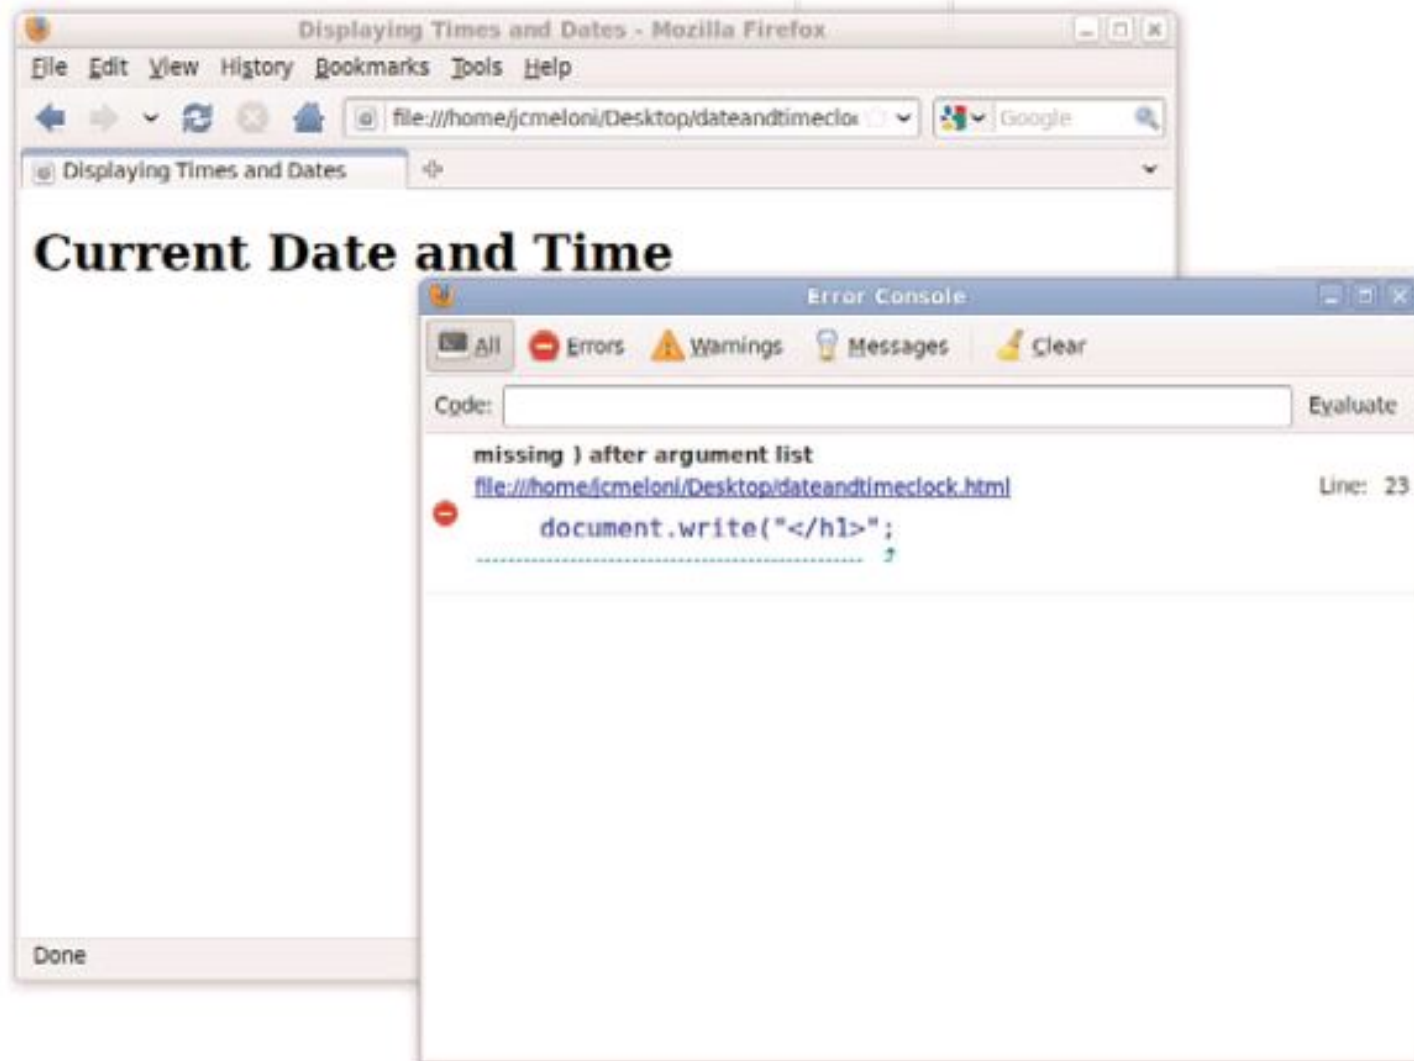 Displaying Times and Dates - Mozilla Firefox
File Edit View History Bookmarks Tools Help
file:///home/jcmeloni/Desktop/dateandtimeclo Google
Displaying Times and Dates
Current Date and Time
Error Console
All Errors Warnings Messages Clear
Code: Evaluate
missing ) after argument list
file:///home/jcmeloni/Desktop/dateandtimeclock.html Line: 23
document.write("</h1>";
Done